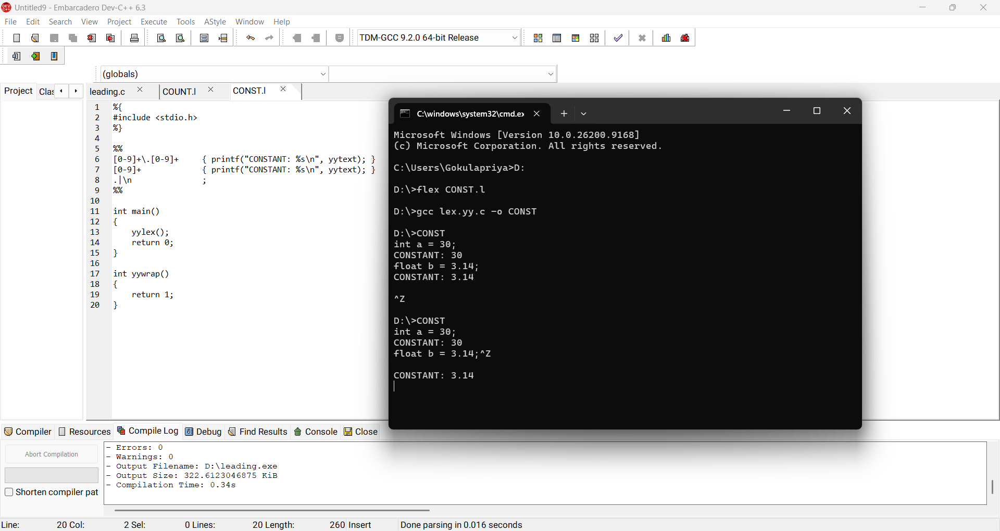 Untitled9 - Embarcadero Dev-C++ 6.3
File Edit Search View Project Execute Tools AStyle Window Help
TDM-GCC 9.2.0 64-bit Release
(globals)
Project Clas
leading.c COUNT.l CONST.l
1 %{
2 #include <stdio.h>
3 %}
4
5 %%
6 [0-9]+\.[0-9]+ { printf("CONSTANT: %s\n", yytext); }
7 [0-9]+ { printf("CONSTANT: %s\n", yytext); }
8 .|\n ;
9 %%
10
11 int main()
12 {
13 yylex();
14 return 0;
15 }
16
17 int yywrap()
18 {
19 return 1;
20 }
C:\windows\system32\cmd.ex
Microsoft Windows [Version 10.0.26200.9168]
(c) Microsoft Corporation. All rights reserved.
C:\Users\Gokulapriya>D:
D:\>flex CONST.l
D:\>gcc lex.yy.c -o CONST
D:\>CONST
int a = 30;
CONSTANT: 30
float b = 3.14;
CONSTANT: 3.14
^Z
D:\>CONST
int a = 30;
CONSTANT: 30
float b = 3.14;^Z
CONSTANT: 3.14
Compiler Resources Compile Log Debug Find Results Console Close
Abort Compilation
Shorten compiler pat
- Errors: 0
- Warnings: 0
- Output Filename: D:\leading.exe
- Output Size: 322.6123046875 KiB
- Compilation Time: 0.34s
Line: 20 Col: 2 Sel: 0 Lines: 20 Length: 260 Insert Done parsing in 0.016 seconds